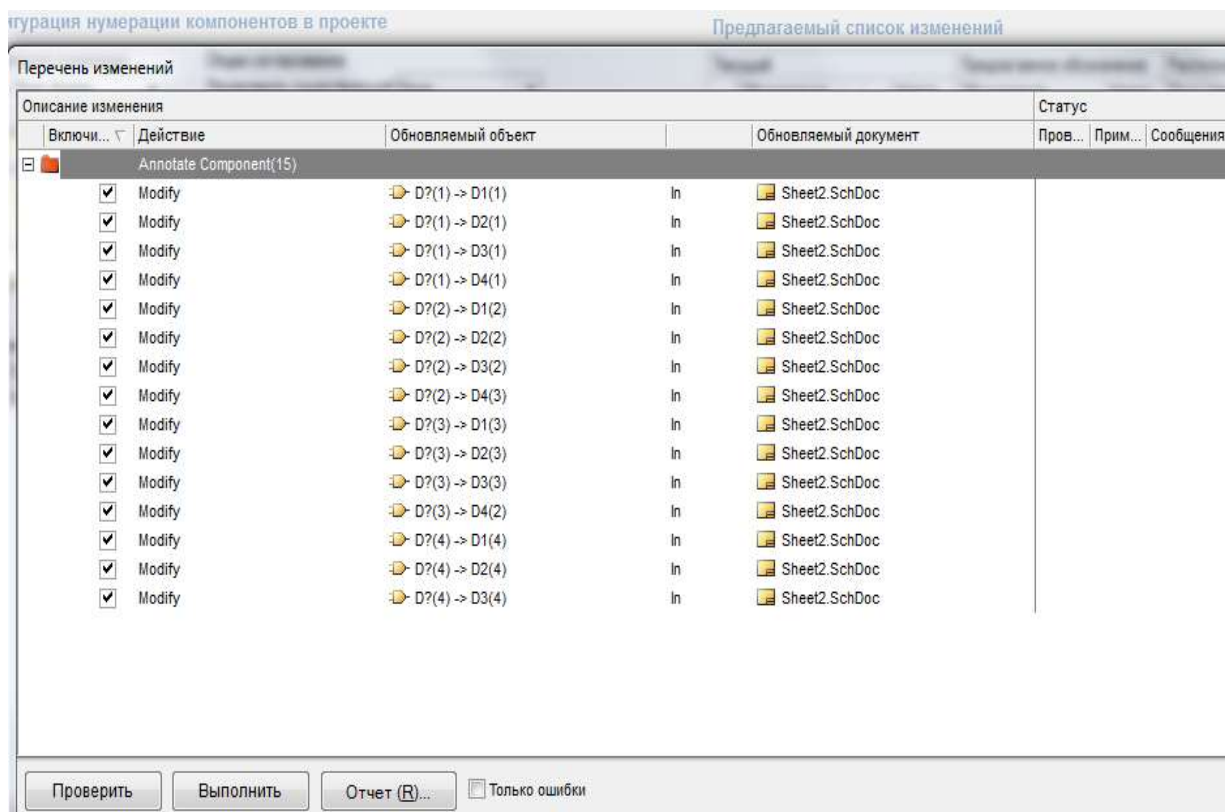 игурация нумерации компонентов в проекте
Предлагаемый список изменений
Перечень изменений
Описание изменения Статус
Включи... Действие Обновляемый объект Обновляемый документ Пров... Прим... Сообщения
Annotate Component(15)
Modify D?(1) -> D1(1) In Sheet2.SchDoc
Modify D?(1) -> D2(1) In Sheet2.SchDoc
Modify D?(1) -> D3(1) In Sheet2.SchDoc
Modify D?(1) -> D4(1) In Sheet2.SchDoc
Modify D?(2) -> D1(2) In Sheet2.SchDoc
Modify D?(2) -> D2(2) In Sheet2.SchDoc
Modify D?(2) -> D3(2) In Sheet2.SchDoc
Modify D?(2) -> D4(3) In Sheet2.SchDoc
Modify D?(3) -> D1(3) In Sheet2.SchDoc
Modify D?(3) -> D2(3) In Sheet2.SchDoc
Modify D?(3) -> D3(3) In Sheet2.SchDoc
Modify D?(3) -> D4(2) In Sheet2.SchDoc
Modify D?(4) -> D1(4) In Sheet2.SchDoc
Modify D?(4) -> D2(4) In Sheet2.SchDoc
Modify D?(4) -> D3(4) In Sheet2.SchDoc
Проверить Выполнить Отчет (R)... Только ошибки